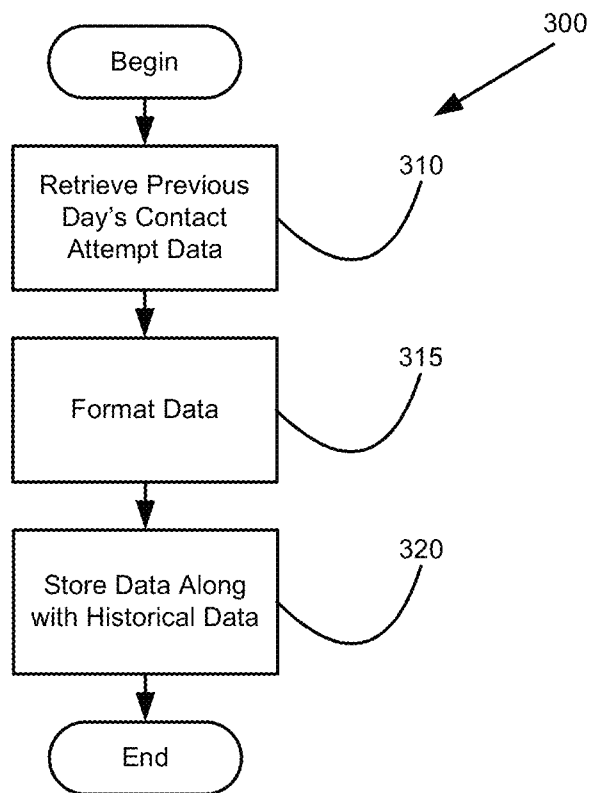 300
Begin
Retrieve Previous
Day's Contact
Attempt Data
310
Format Data
315
Store Data Along
with Historical Data
320
End